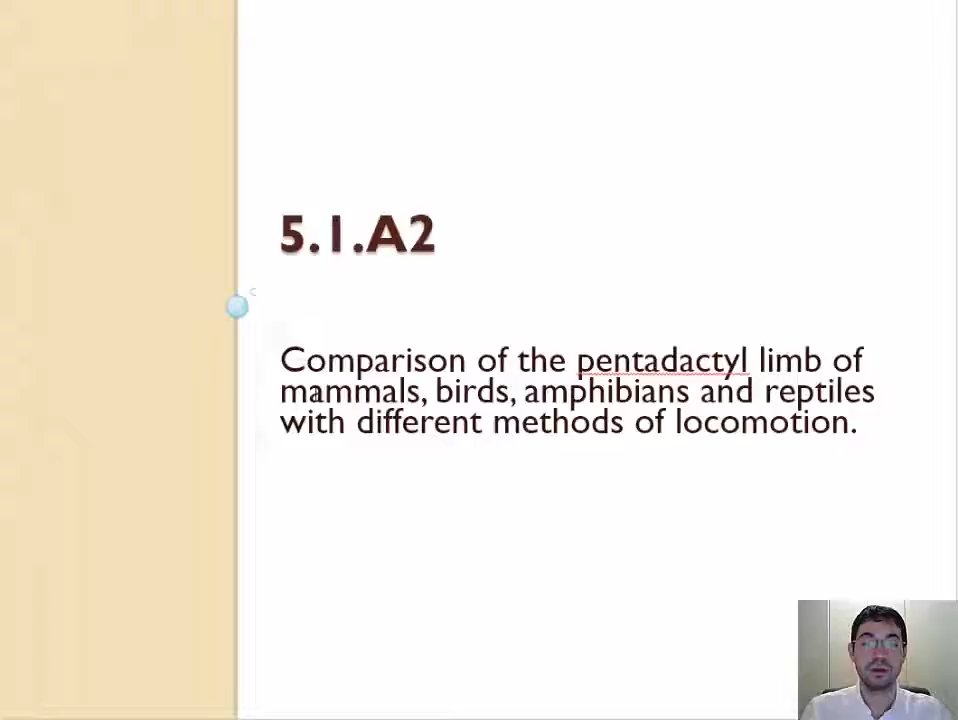 5.1.A2
Comparison of the pentadactyl limb of
mammals, birds, amphibians and reptiles
with different methods of locomotion.